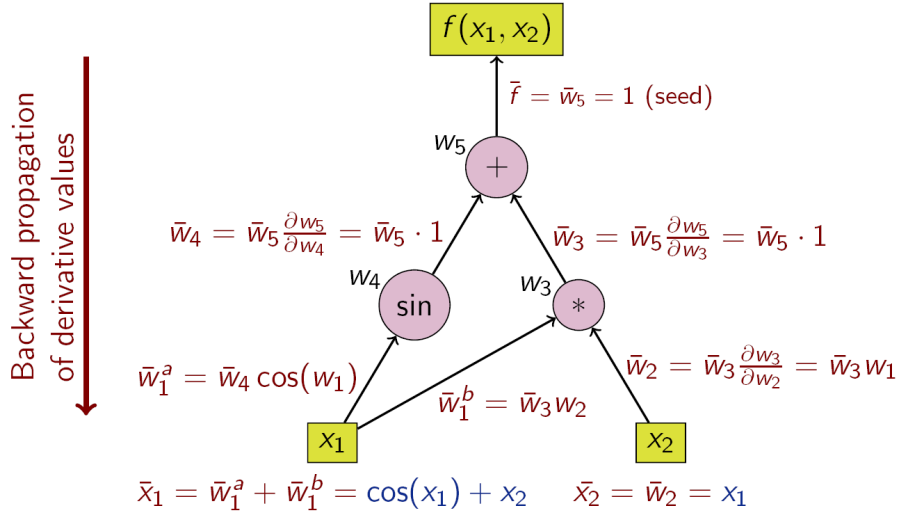 f(x₁, x₂)
f̄ = w̄₅ = 1 (seed)
w₅
+
w̄₄ = w̄₅ ∂w₅/∂w₄ = w̄₅ · 1
w̄₃ = w̄₅ ∂w₅/∂w₃ = w̄₅ · 1
w₄
sin
w₃
*
w̄₁ᵃ = w̄₄ cos(w₁)
w̄₁ᵇ = w̄₃w₂
w̄₂ = w̄₃ ∂w₃/∂w₂ = w̄₃w₁
x₁
x₂
x̄₁ = w̄₁ᵃ + w̄₁ᵇ = cos(x₁) + x₂
x̄₂ = w̄₂ = x₁
Backward propagation
of derivative values